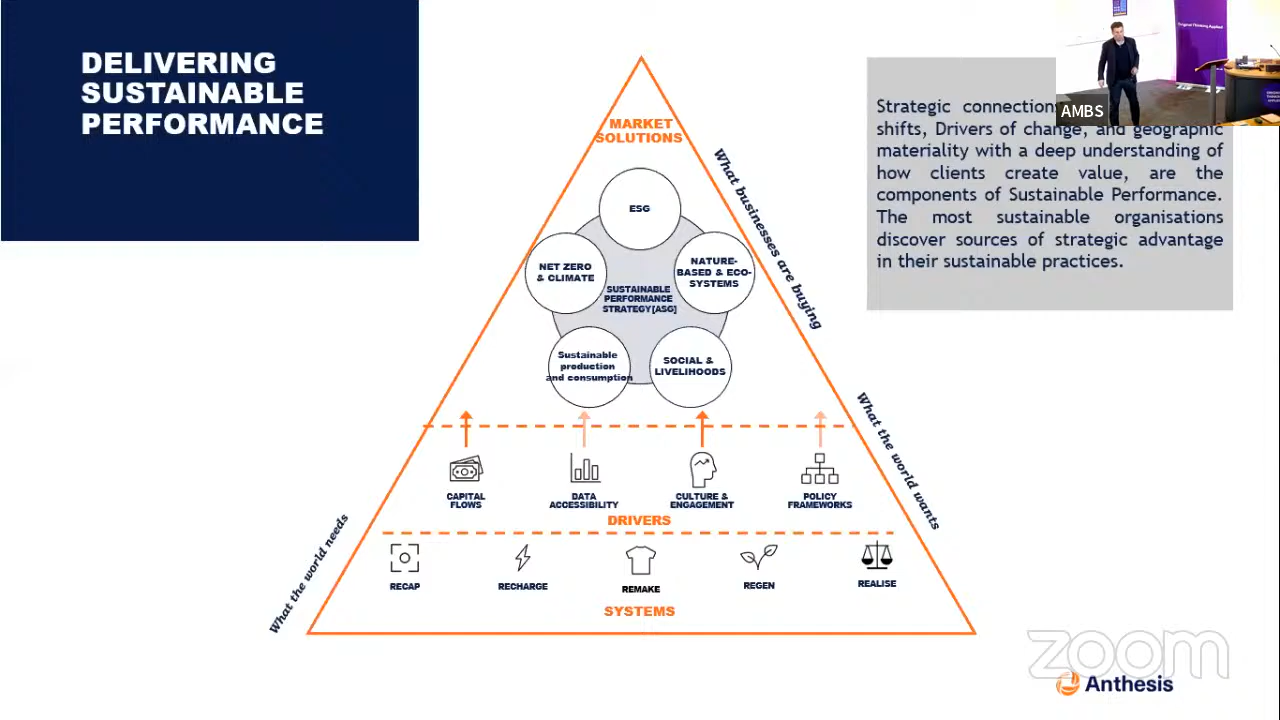 DELIVERING
SUSTAINABLE
PERFORMANCE
AMBS
Original Thinking Applied
Strategic connections
shifts, Drivers of change, and geographic
materiality with a deep understanding of
how clients create value, are the
components of Sustainable Performance.
The most sustainable organisations
discover sources of strategic advantage
in their sustainable practices.
MARKET
SOLUTIONS
ESG
NET ZERO
& CLIMATE
NATURE-
BASED & ECO-
SYSTEMS
SUSTAINABLE
PERFORMANCE
STRATEGY[ASG]
Sustainable
production
and consumption
SOCIAL &
LIVELIHOODS
What businesses are buying
What the world wants
What the world needs
CAPITAL
FLOWS
DATA
ACCESSIBILITY
CULTURE &
ENGAGEMENT
POLICY
FRAMEWORKS
DRIVERS
RECAP
RECHARGE
REMAKE
REGEN
REALISE
SYSTEMS
zoom
Anthesis